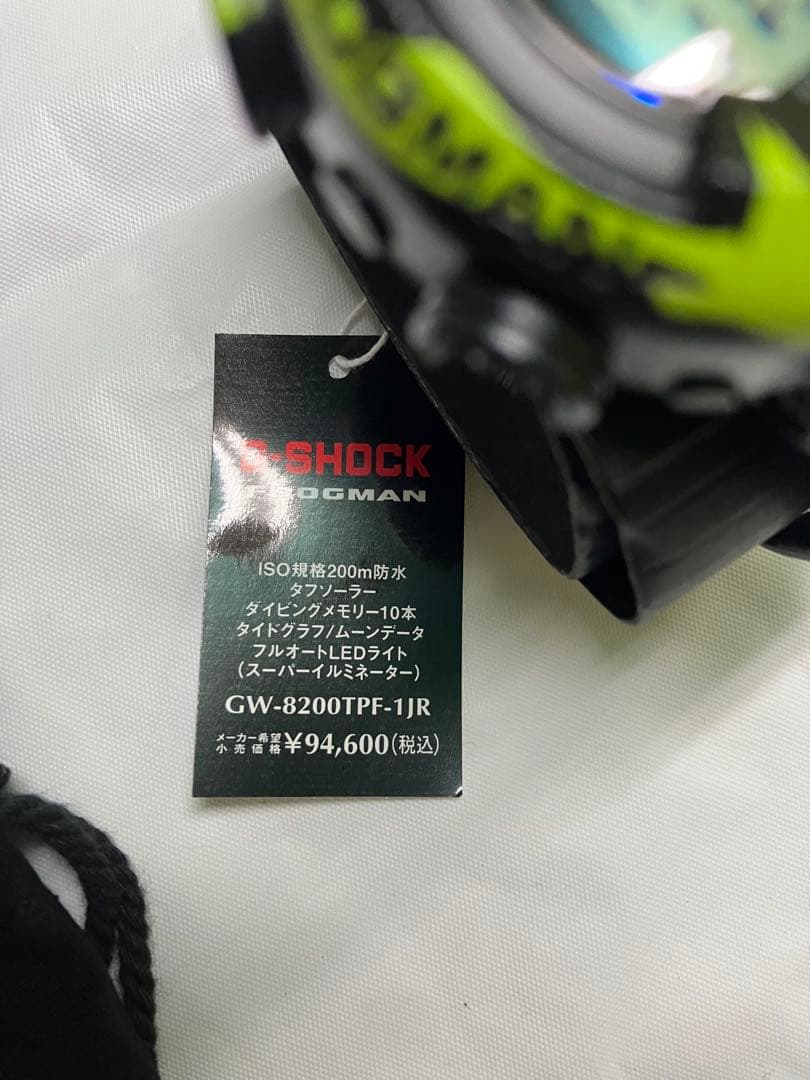 G-SHOCK
FROGMAN
ISO規格200m防水
タフソーラー
ダイビングメモリー10本
タイドグラフ/ムーンデータ
フルオートLEDライト
(スーパーイルミネーター)
GW-8200TPF-1JR
メーカー希望
小売価格 ¥94,600(税込)